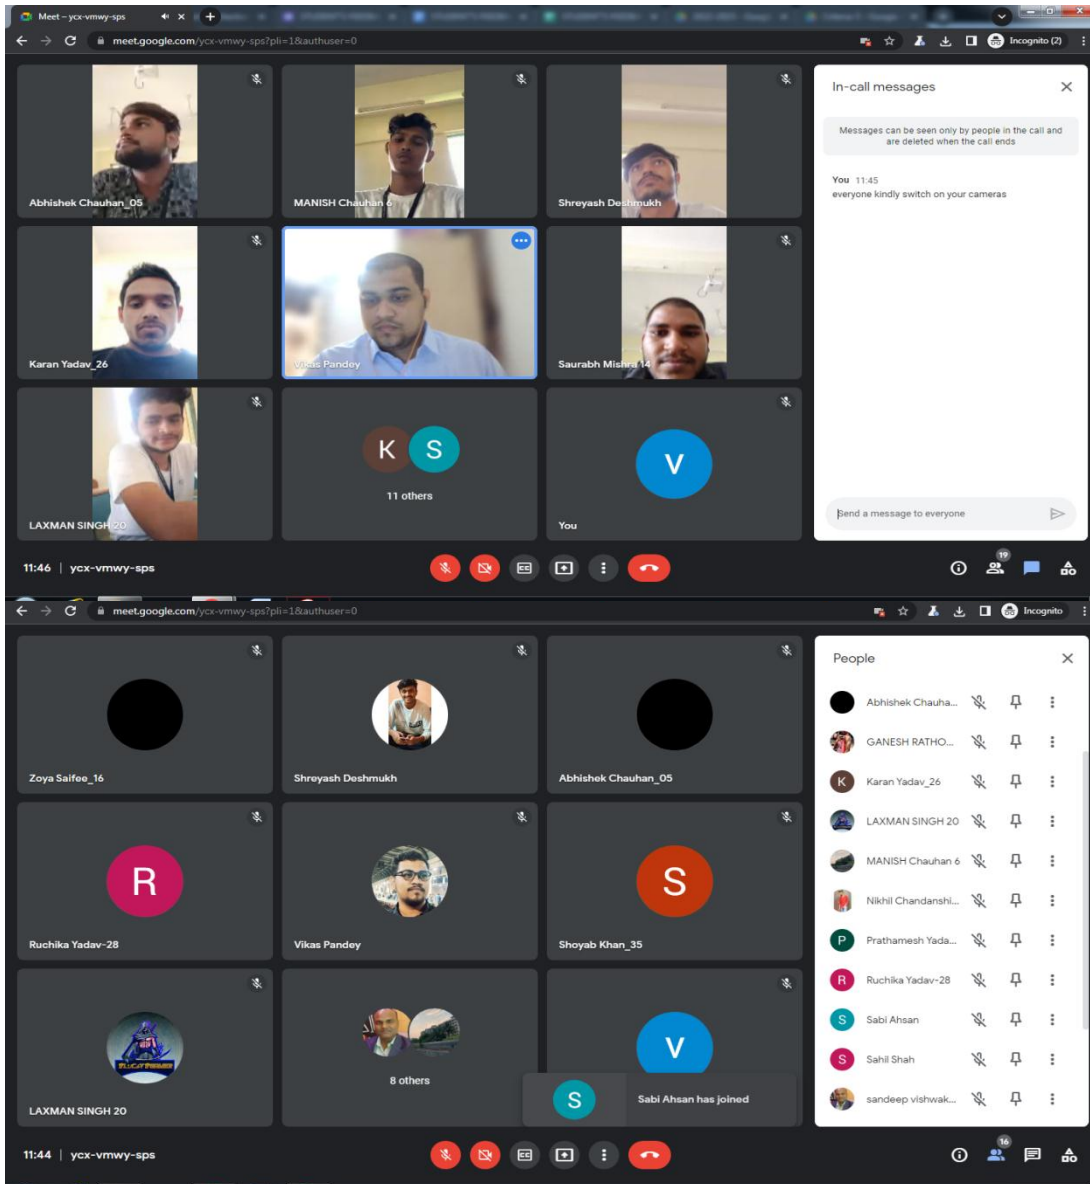 Meet – ycx-vmwy-sps
meet.google.com/ycx-vmwy-sps?pli=1&authuser=0
Incognito (2)
Abhishek Chauhan_05
MANISH Chauhan 6
Shreyash Deshmukh
Karan Yadav_26
Vikas Pandey
Saurabh Mishra 14
LAXMAN SINGH 20
K S
11 others
V
You
In-call messages
Messages can be seen only by people in the call and
are deleted when the call ends
You 11:45
everyone kindly switch on your cameras
Send a message to everyone
11:46 | ycx-vmwy-sps
19
meet.google.com/ycx-vmwy-sps?pli=1&authuser=0
Incognito
Zoya Saifee_16
Shreyash Deshmukh
Abhishek Chauhan_05
R
Ruchika Yadav-28
Vikas Pandey
S
Shoyab Khan_35
LAXMAN SINGH 20
8 others
V
S
Sabi Ahsan has joined
People
Abhishek Chauha...
GANESH RATHO...
K Karan Yadav_26
LAXMAN SINGH 20
MANISH Chauhan 6
Nikhil Chandanshi...
P Prathamesh Yada...
R Ruchika Yadav-28
S Sabi Ahsan
S Sahil Shah
sandeep vishwak...
11:44 | ycx-vmwy-sps
16